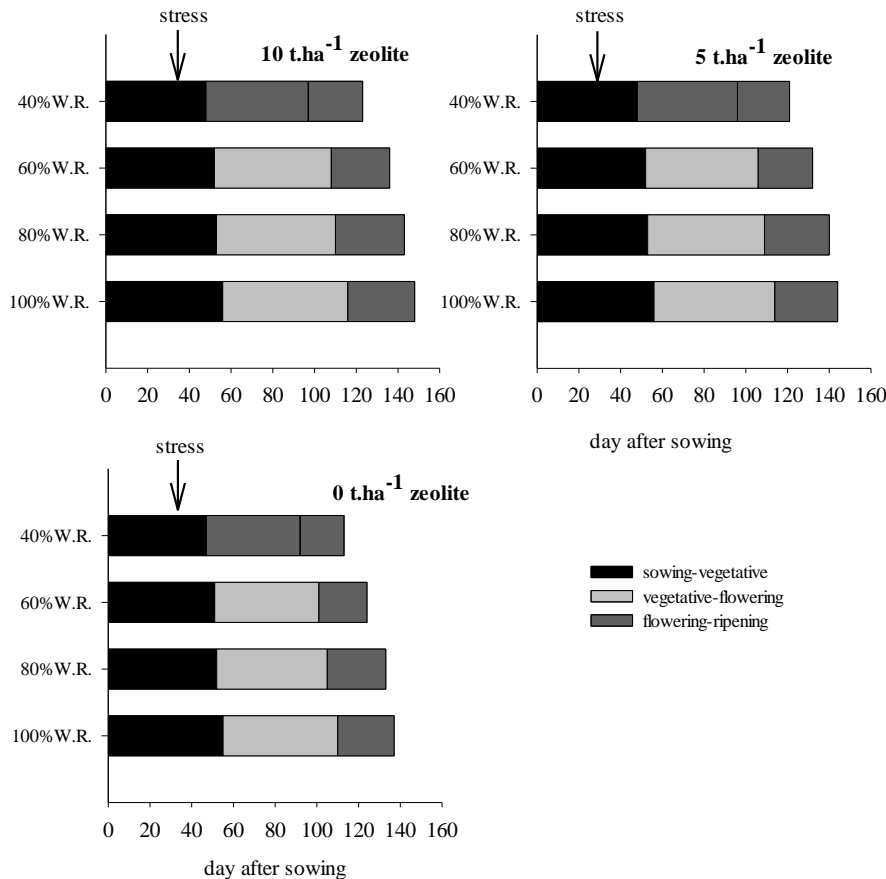 stress
10 t.ha-1 zeolite
40%W.R.
60%W.R.
80%W.R.
100%W.R.
0 20 40 60 80 100 120 140 160
stress
5 t.ha-1 zeolite
40%W.R.
60%W.R.
80%W.R.
100%W.R.
0 20 40 60 80 100 120 140 160
day after sowing
stress
0 t.ha-1 zeolite
40%W.R.
60%W.R.
80%W.R.
100%W.R.
0 20 40 60 80 100 120 140 160
day after sowing
sowing-vegetative
vegetative-flowering
flowering-ripening